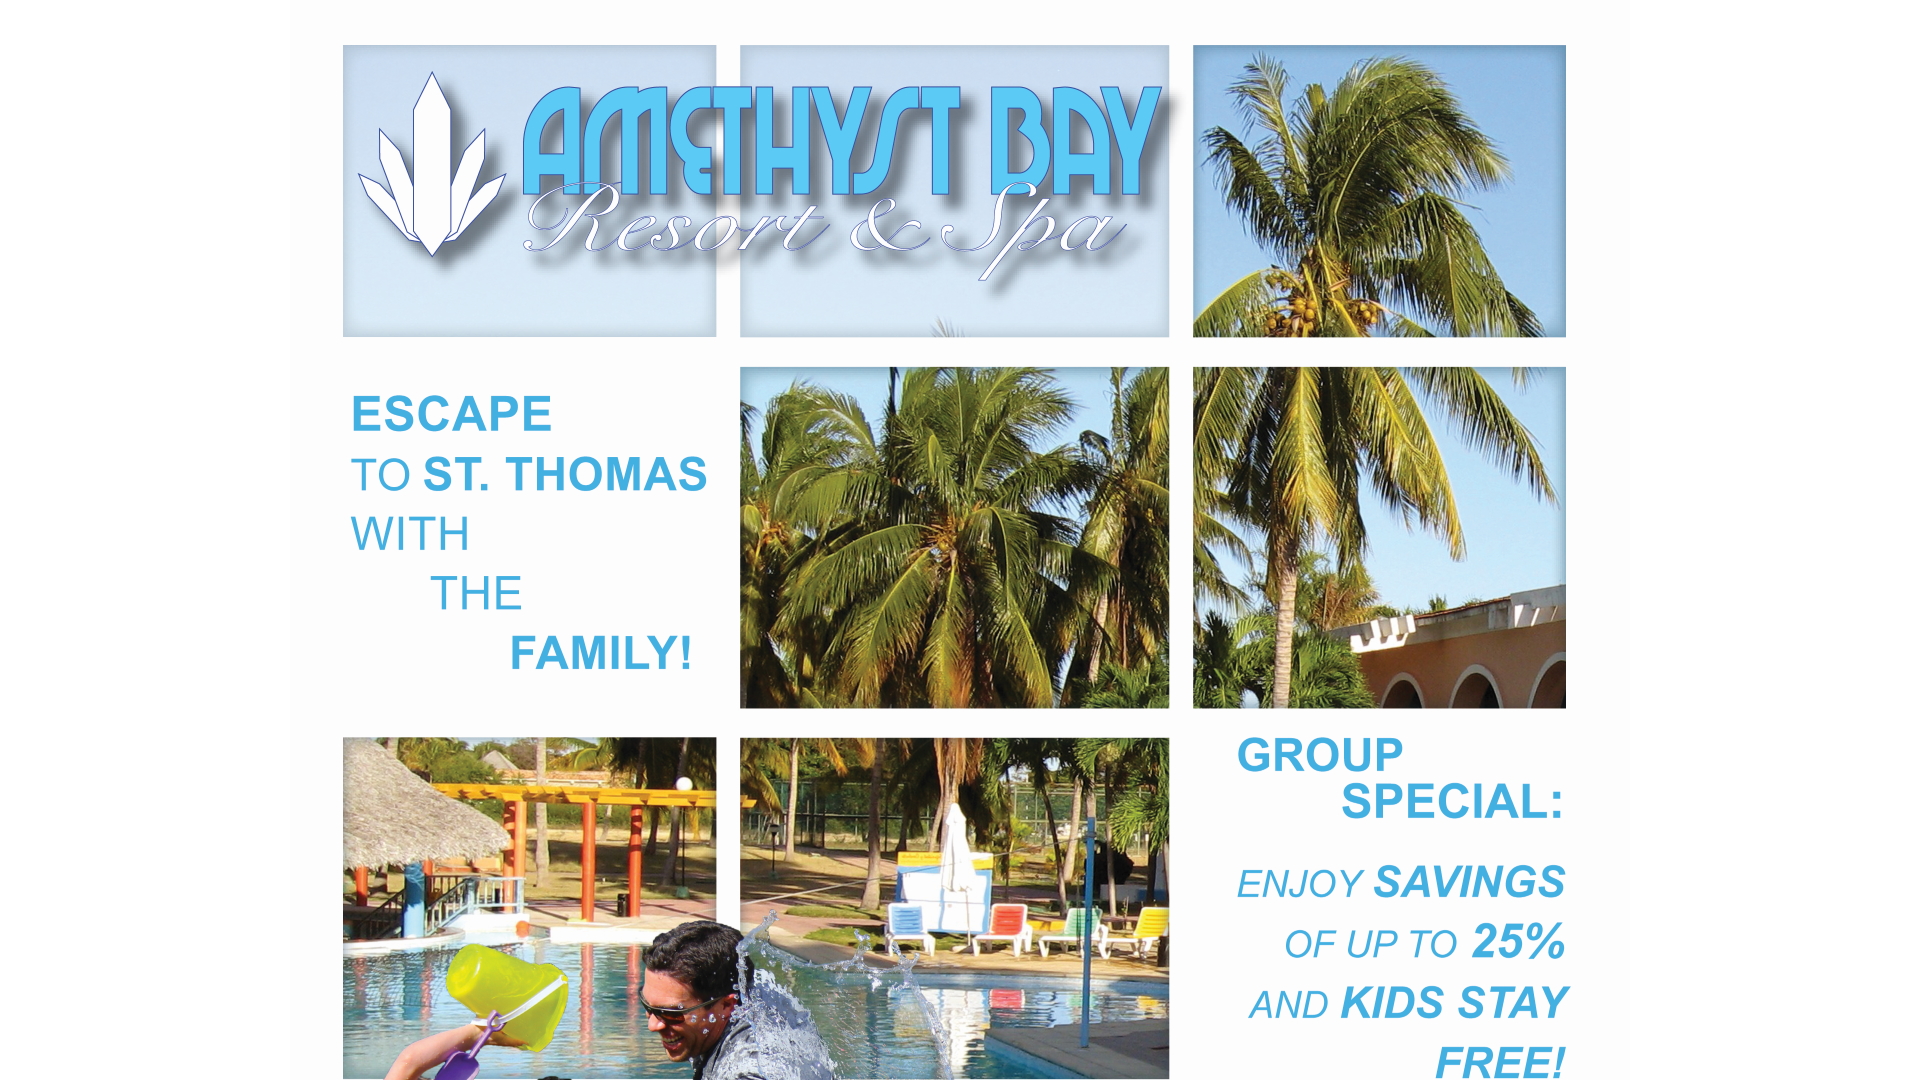 AMETHYST BAY
Resort & Spa
ESCAPE
TO ST. THOMAS
WITH
THE
FAMILY!
GROUP
SPECIAL:
ENJOY SAVINGS
OF UP TO 25%
AND KIDS STAY
FREE!